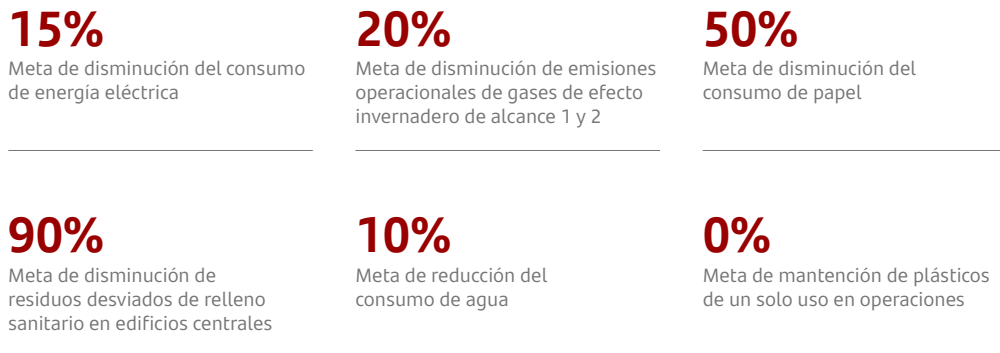 15%
Meta de disminución del consumo
de energía eléctrica
20%
Meta de disminución de emisiones
operacionales de gases de efecto
invernadero de alcance 1 y 2
50%
Meta de disminución del
consumo de papel
90%
Meta de disminución de
residuos desviados de relleno
sanitario en edificios centrales
10%
Meta de reducción del
consumo de agua
0%
Meta de mantención de plásticos
de un solo uso en operaciones